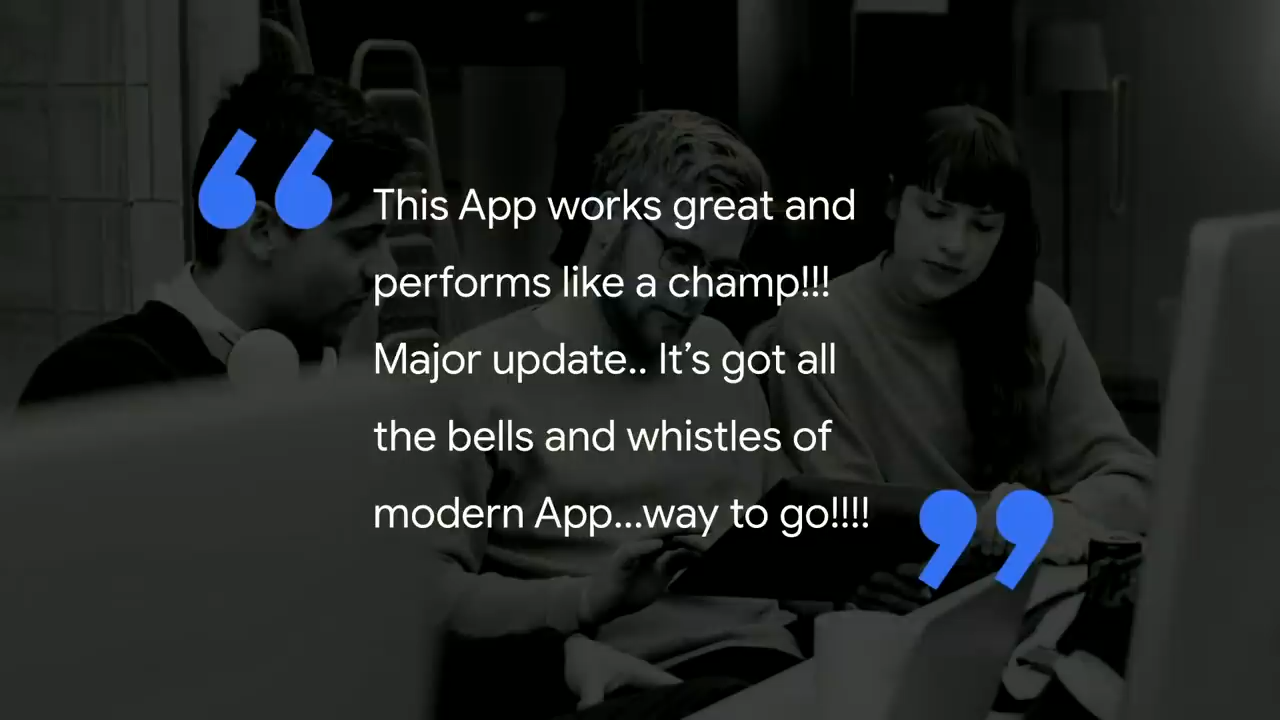 “This App works great and
performs like a champ!!!
Major update.. It’s got all
the bells and whistles of
modern App...way to go!!!!”